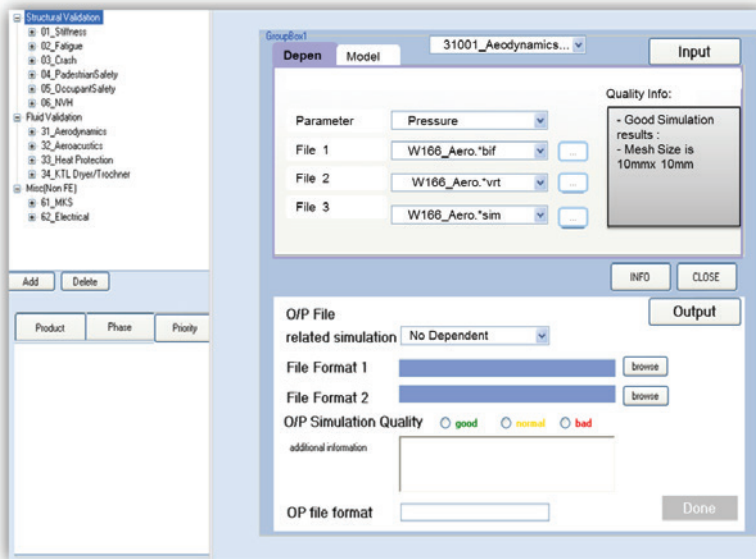 Structural Validation
01_Stiffness
02_Fatigue
03_Crash
04_PadestrianSafety
05_OccupantSafety
06_NVH
Fluid Validation
31_Aerodynamics
32_Aeroacustics
33_Heat Protection
34_KTL Dryer/Trochner
Misc(Non FE)
61_MKS
62_Electrical
Add
Delete
Product
Phase
Priority
GroupBox1
Depen
Model
31001_Aeodynamics...
Input
Quality Info:
- Good Simulation
results :
- Mesh Size is
10mmx 10mm
Parameter
Pressure
File 1
W166_Aero.*bif
...
File 2
W166_Aero.*vrt
...
File 3
W166_Aero.*sim
...
INFO
CLOSE
Output
O/P File
related simulation
No Dependent
File Format 1
browse
File Format 2
browse
O/P Simulation Quality
good
normal
bad
additional information
OP file format
Done